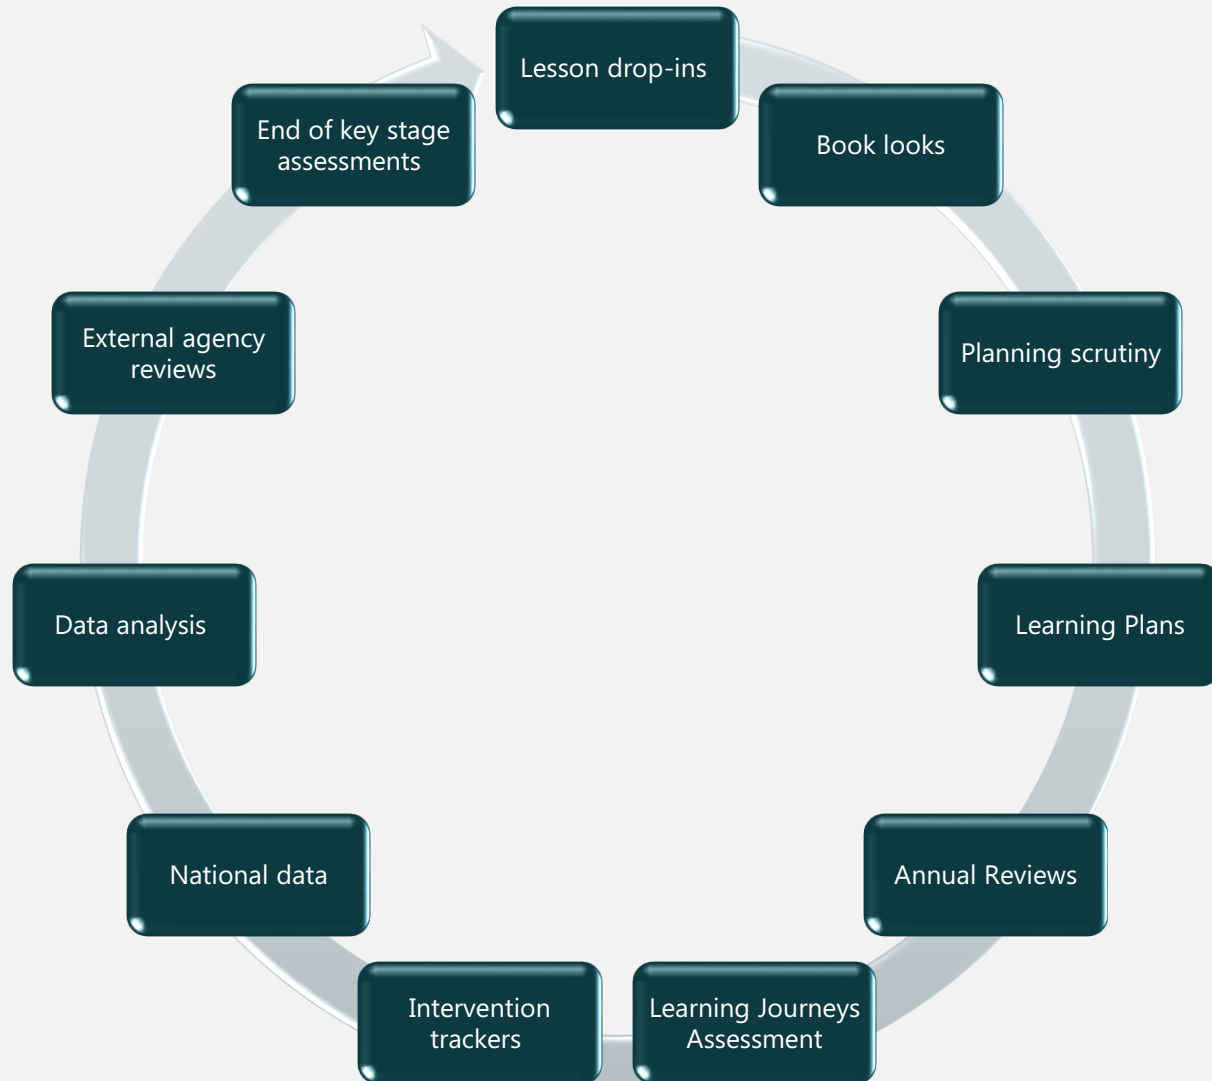 Lesson drop-ins
Book looks
Planning scrutiny
Learning Plans
Annual Reviews
Learning Journeys
Assessment
Intervention
trackers
National data
Data analysis
External agency
reviews
End of key stage
assessments